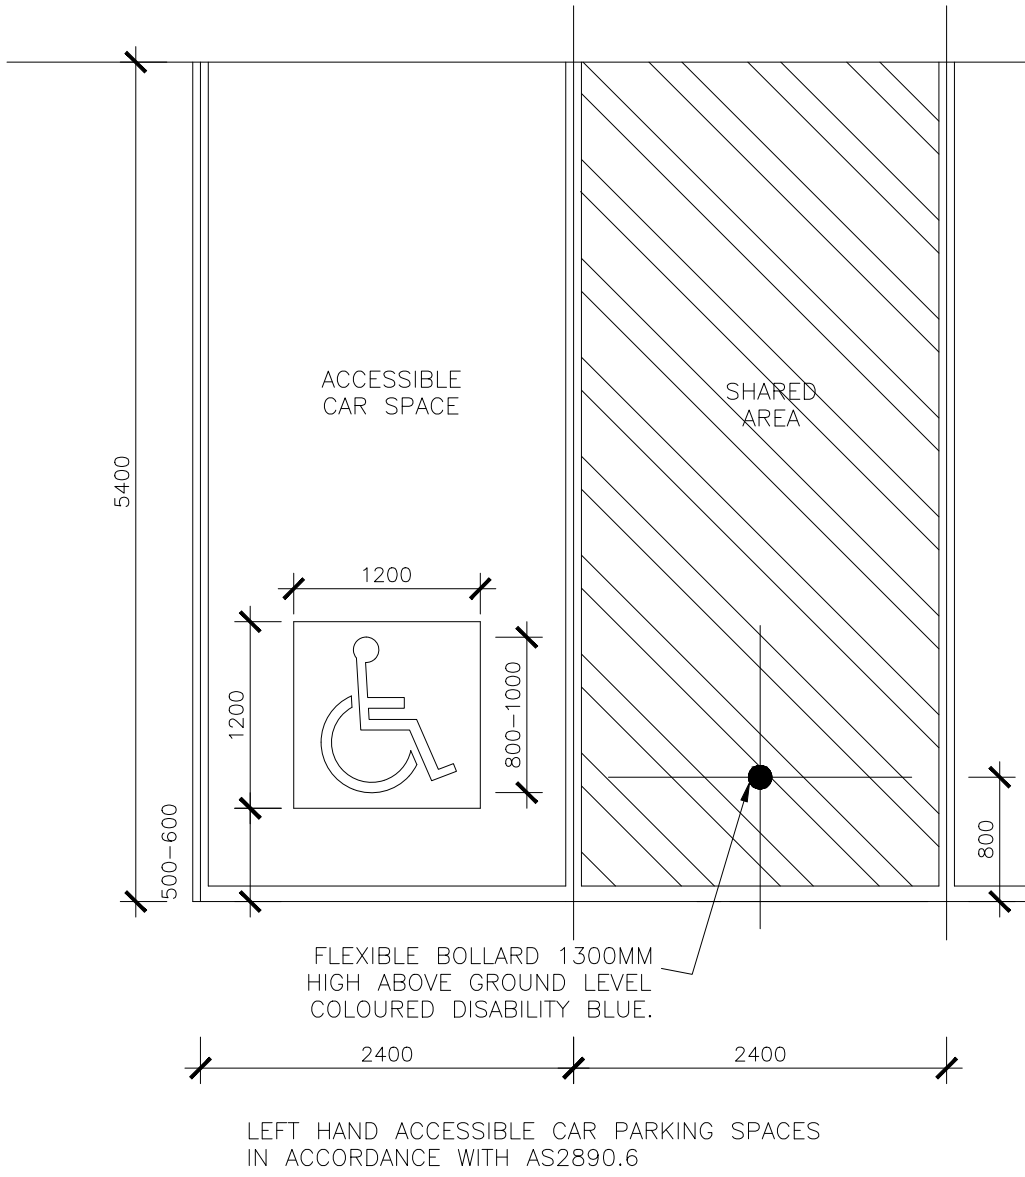 ACCESSIBLE
CAR SPACE
SHARED
AREA
5400
1200
1200
800-1000
500-600
800
FLEXIBLE BOLLARD 1300MM
HIGH ABOVE GROUND LEVEL
COLOURED DISABILITY BLUE.
2400
2400
LEFT HAND ACCESSIBLE CAR PARKING SPACES
IN ACCORDANCE WITH AS2890.6